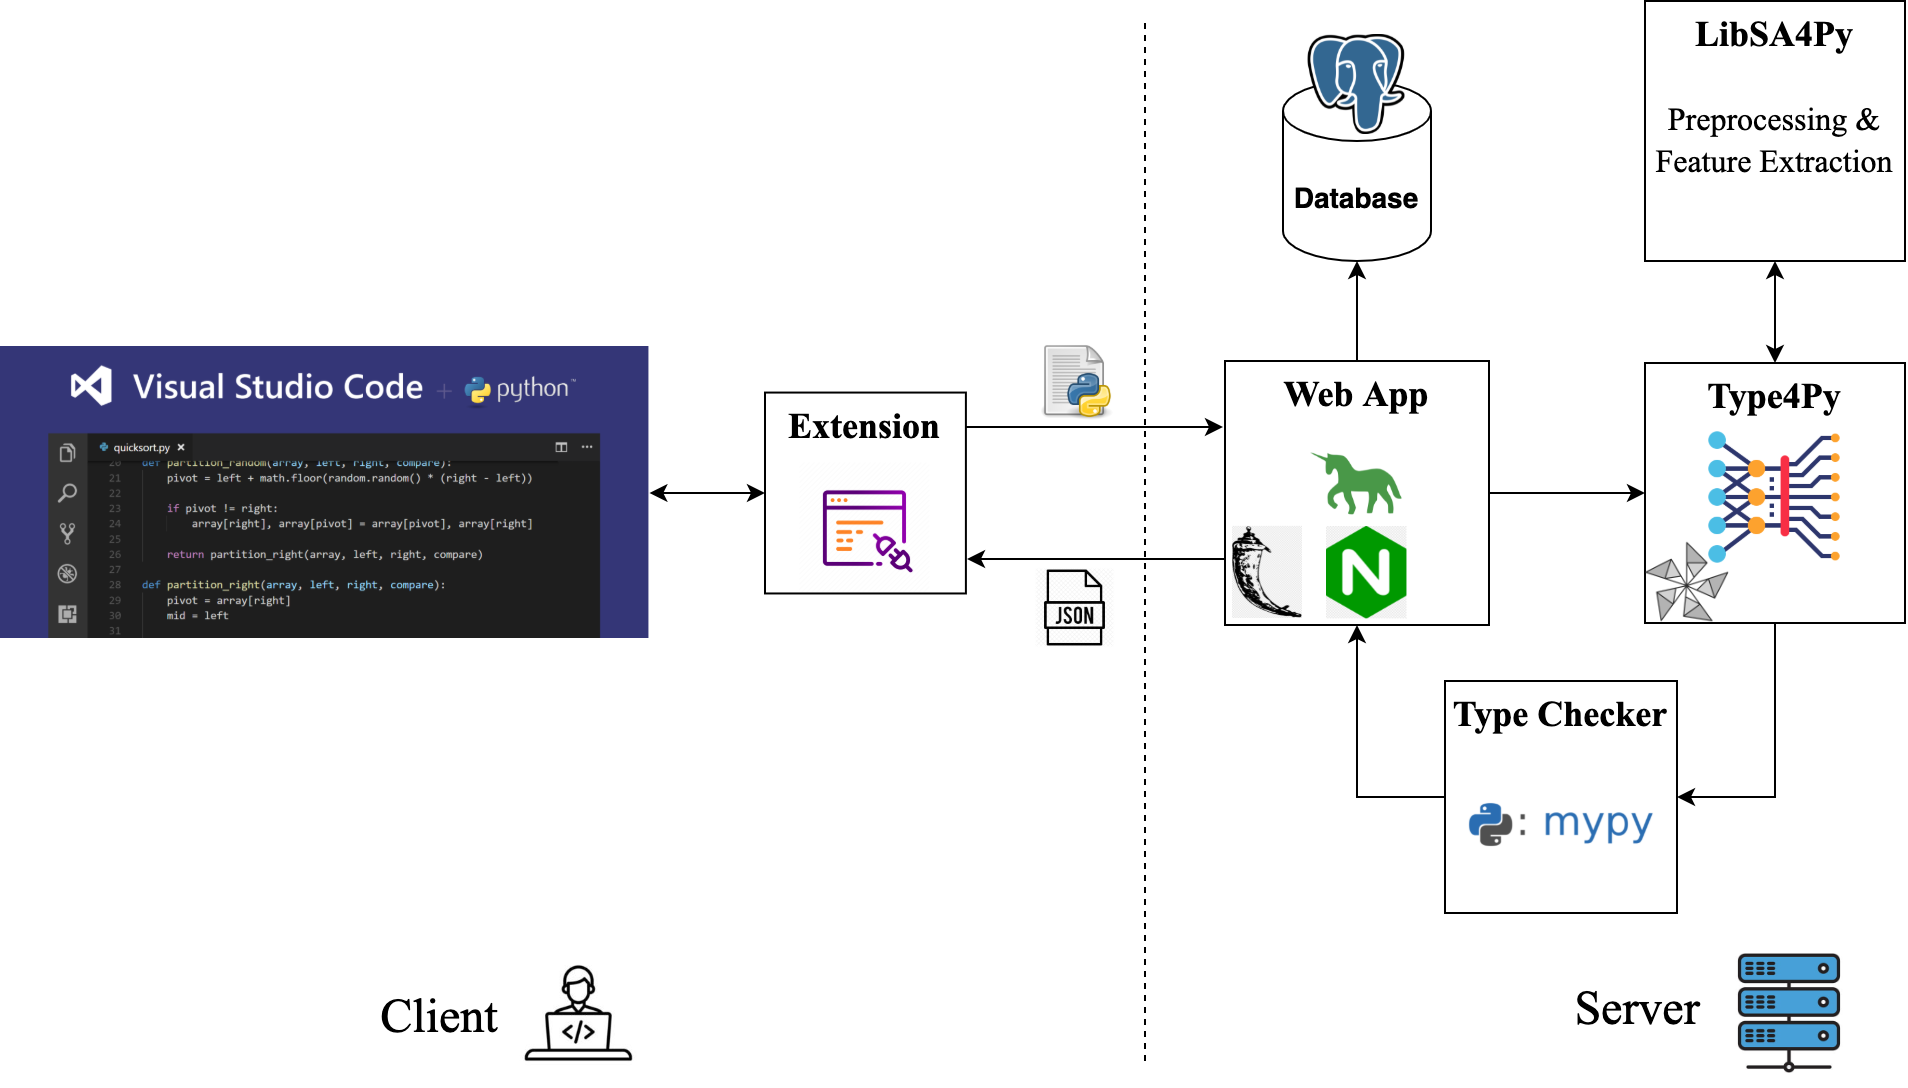 LibSA4Py
Preprocessing &
Feature Extraction
Database
Visual Studio Code + python™
Extension
Web App
Type4Py
quicksort.py ×
20 def partition_random(array, left, right, compare):
21 pivot = left + math.floor(random.random() * (right - left))
22
23 if pivot != right:
24 array[right], array[pivot] = array[pivot], array[right]
25
26 return partition_right(array, left, right, compare)
27
28 def partition_right(array, left, right, compare):
29 pivot = array[right]
30 mid = left
31
JSON
N
Type Checker
: mypy
Client
</>
Server